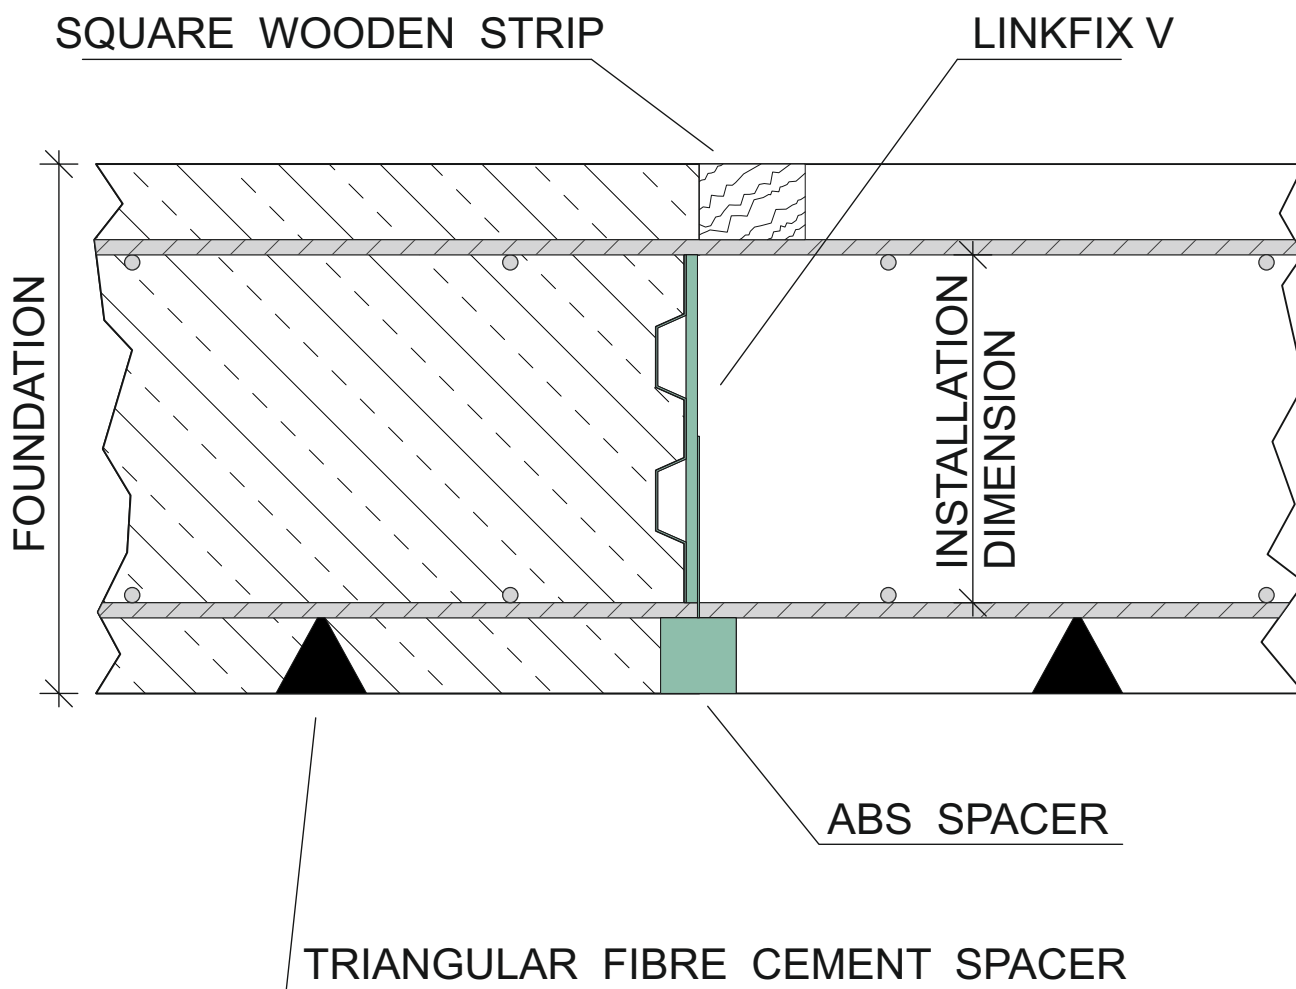 SQUARE WOODEN STRIP
LINKFIX V
FOUNDATION
INSTALLATION
DIMENSION
ABS SPACER
TRIANGULAR FIBRE CEMENT SPACER